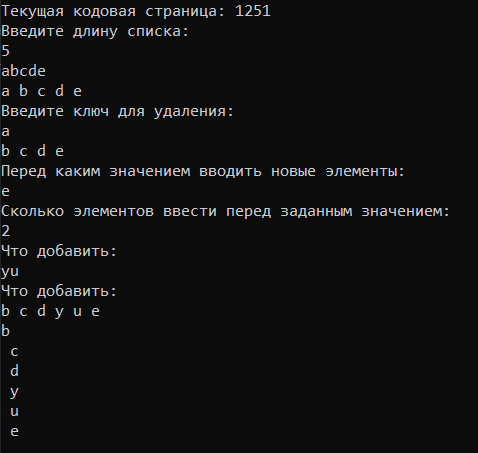 Текущая кодовая страница: 1251
Введите длину списка:
5
abcde
a b c d e
Введите ключ для удаления:
a
b c d e
Перед каким значением вводить новые элементы:
e
Сколько элементов ввести перед заданным значением:
2
Что добавить:
yu
Что добавить:
b c d y u e
b
 c
 d
 y
 u
 e